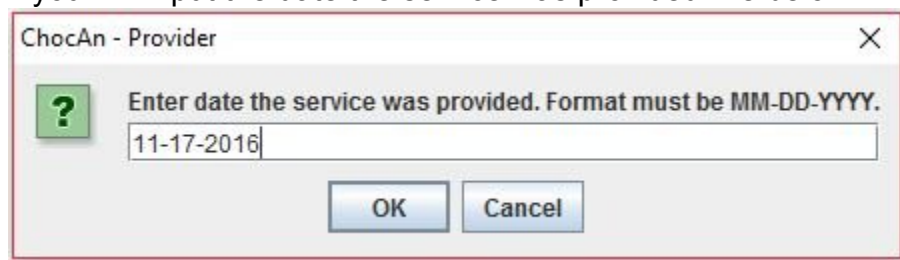 ChocAn - Provider
Enter date the service was provided. Format must be MM-DD-YYYY.
11-17-2016
OK Cancel